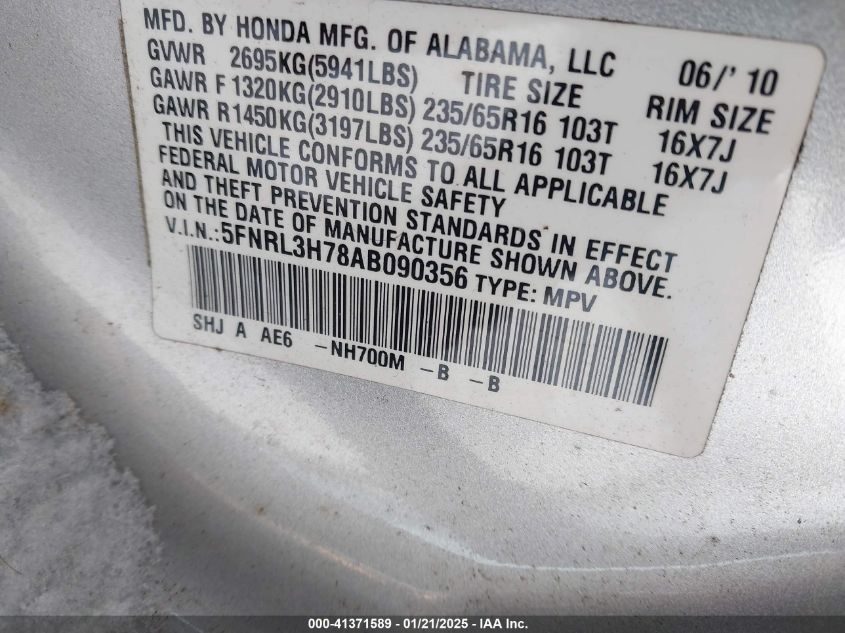 MFD. BY HONDA MFG. OF ALABAMA, LLC 06/' 10
GVWR 2695KG(5941LBS) TIRE SIZE RIM SIZE
GAWR F 1320KG(2910LBS) 235/65R16 103T 16X7J
GAWR R 1450KG(3197LBS) 235/65R16 103T 16X7J
THIS VEHICLE CONFORMS TO ALL APPLICABLE
FEDERAL MOTOR VEHICLE SAFETY
AND THEFT PREVENTION STANDARDS IN EFFECT
ON THE DATE OF MANUFACTURE SHOWN ABOVE.
V.I.N.: 5FNRL3H78AB090356 TYPE: MPV
SHJ A AE6 -NH700M -B -B
000-41371589 - 01/21/2025 - IAA Inc.